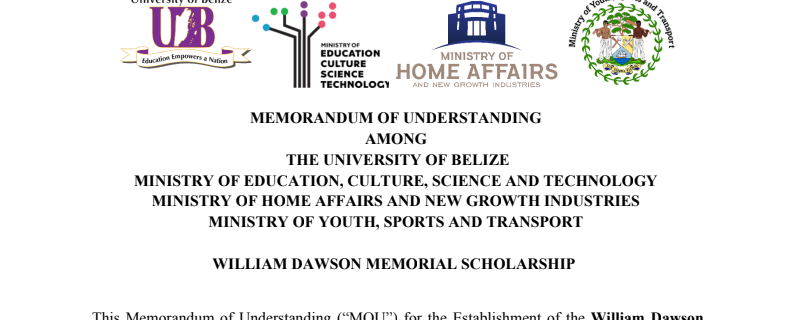 University of Belize
UB
Education Empowers a Nation
MINISTRY OF
EDUCATION
CULTURE
SCIENCE
TECHNOLOGY
MINISTRY OF
HOME AFFAIRS
AND NEW GROWTH INDUSTRIES
Ministry of Youth, Sports and Transport
MEMORANDUM OF UNDERSTANDING
AMONG
THE UNIVERSITY OF BELIZE
MINISTRY OF EDUCATION, CULTURE, SCIENCE AND TECHNOLOGY
MINISTRY OF HOME AFFAIRS AND NEW GROWTH INDUSTRIES
MINISTRY OF YOUTH, SPORTS AND TRANSPORT
WILLIAM DAWSON MEMORIAL SCHOLARSHIP
This Memorandum of Understanding (“MOU”) for the Establishment of the William Dawson